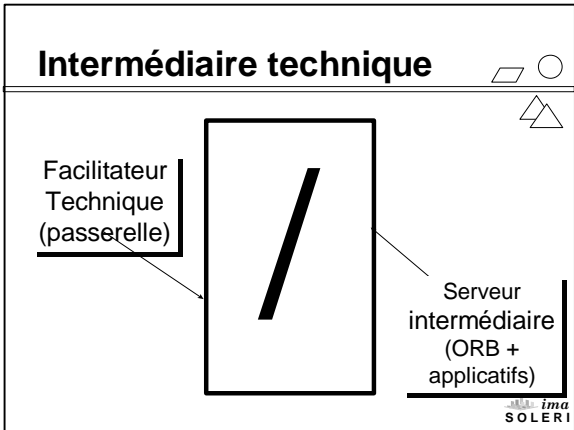 Intermédiaire technique
Facilitateur
Technique
(passerelle)
/
Serveur
intermédiaire
(ORB +
applicatifs)
ima
SOLERI